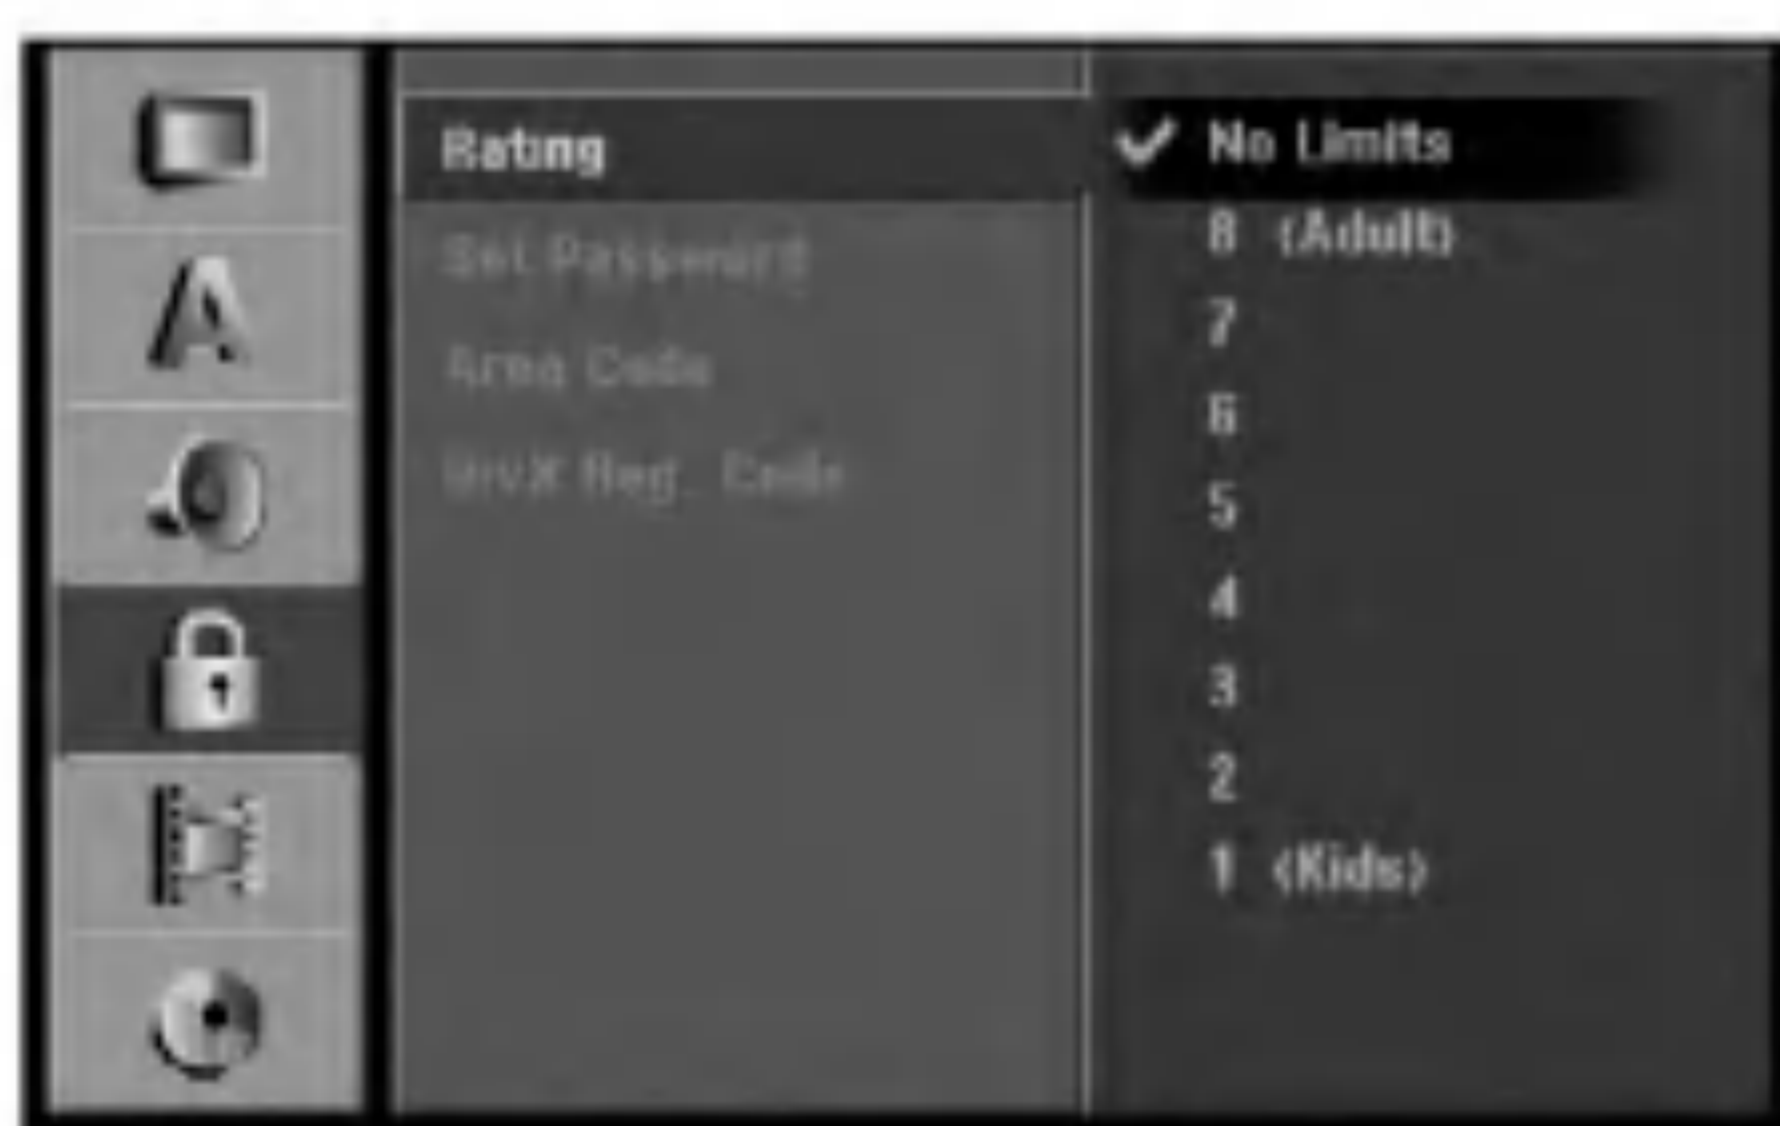 Rating
Set Password
Area Code
DivX Reg. Code
No Limits
8 (Adult)
7
6
5
4
3
2
1 (Kids)